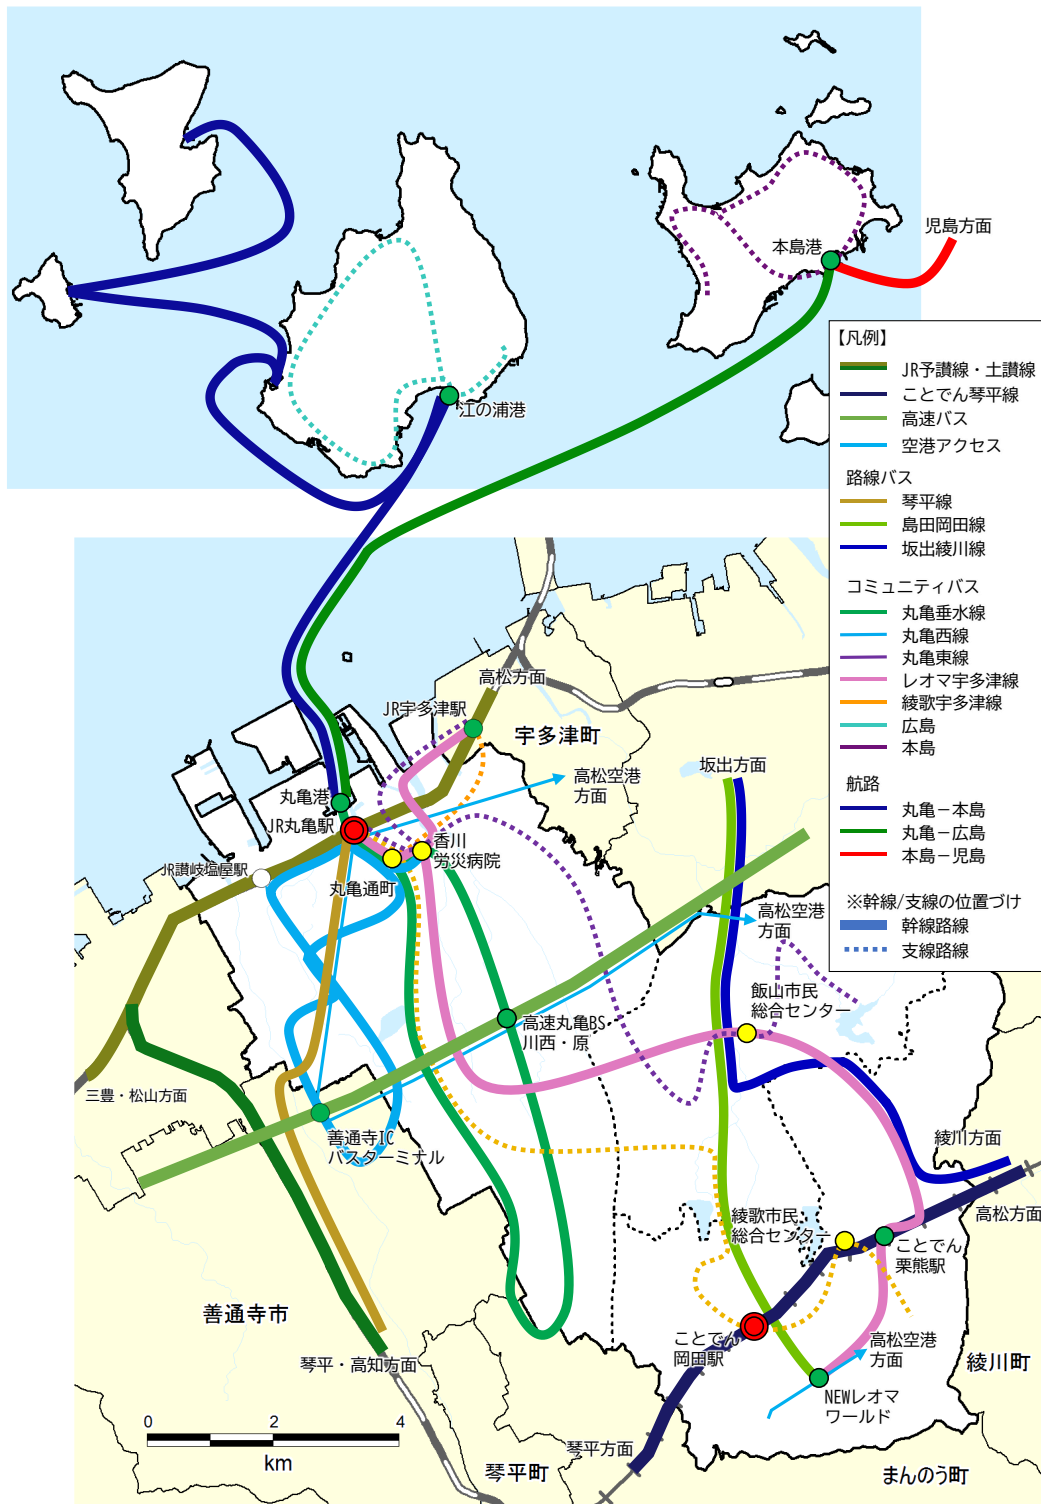 児島方面
本島港
江の浦港
【凡例】
JR予讃線・土讃線
ことでん琴平線
高速バス
空港アクセス
路線バス
琴平線
島田岡田線
坂出綾川線
コミュニティバス
丸亀垂水線
丸亀西線
丸亀東線
レオマ宇多津線
綾歌宇多津線
広島
本島
航路
丸亀－本島
丸亀－広島
本島－児島
※幹線/支線の位置づけ
幹線路線
支線路線
高松方面
JR宇多津駅
宇多津町
坂出方面
高松空港
方面
丸亀港
JR丸亀駅
香川
労災病院
JR讃岐塩屋駅
丸亀通町
高松空港
方面
飯山市民
総合センター
高速丸亀BS
川西・原
三豊・松山方面
善通寺IC
バスターミナル
綾川方面
綾歌市民
総合センター
高松方面
ことでん
栗熊駅
善通寺市
ことでん
岡田駅
高松空港
方面
綾川町
琴平・高知方面
NEWレオマ
ワールド
0 2 4
km
琴平方面
琴平町
まんのう町